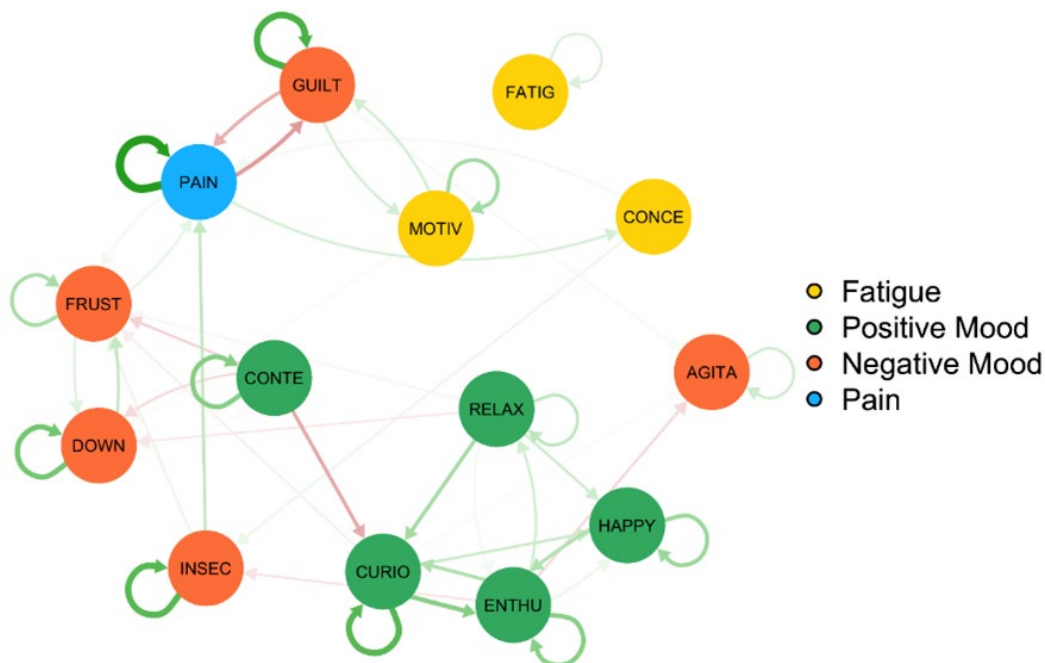 GUILT
FATIG
PAIN
MOTIV
CONCE
FRUST
CONTE
RELAX
AGITA
DOWN
HAPPY
INSEC
CURIO
ENTHU
Fatigue
Positive Mood
Negative Mood
Pain